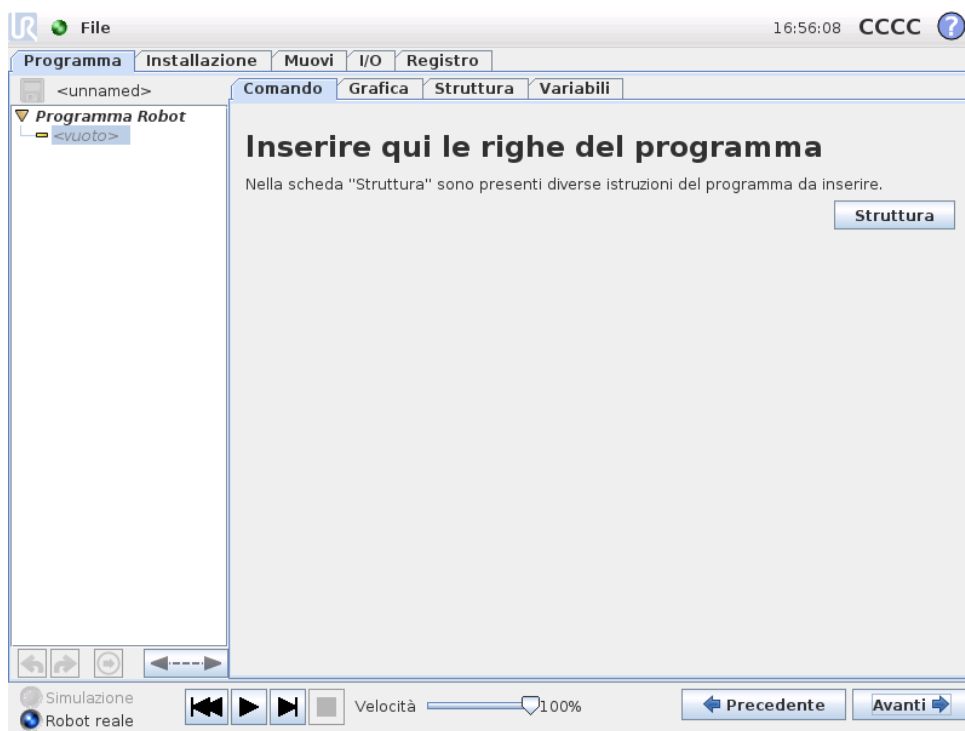 UR File 16:56:08 CCCC ?
Programma Installazione Muovi I/O Registro
<unnamed> Comando Grafica Struttura Variabili
Programma Robot
<vuoto>
Inserire qui le righe del programma
Nella scheda "Struttura" sono presenti diverse istruzioni del programma da inserire.
Struttura
Simulazione
Robot reale
Velocità 100% Precedente Avanti